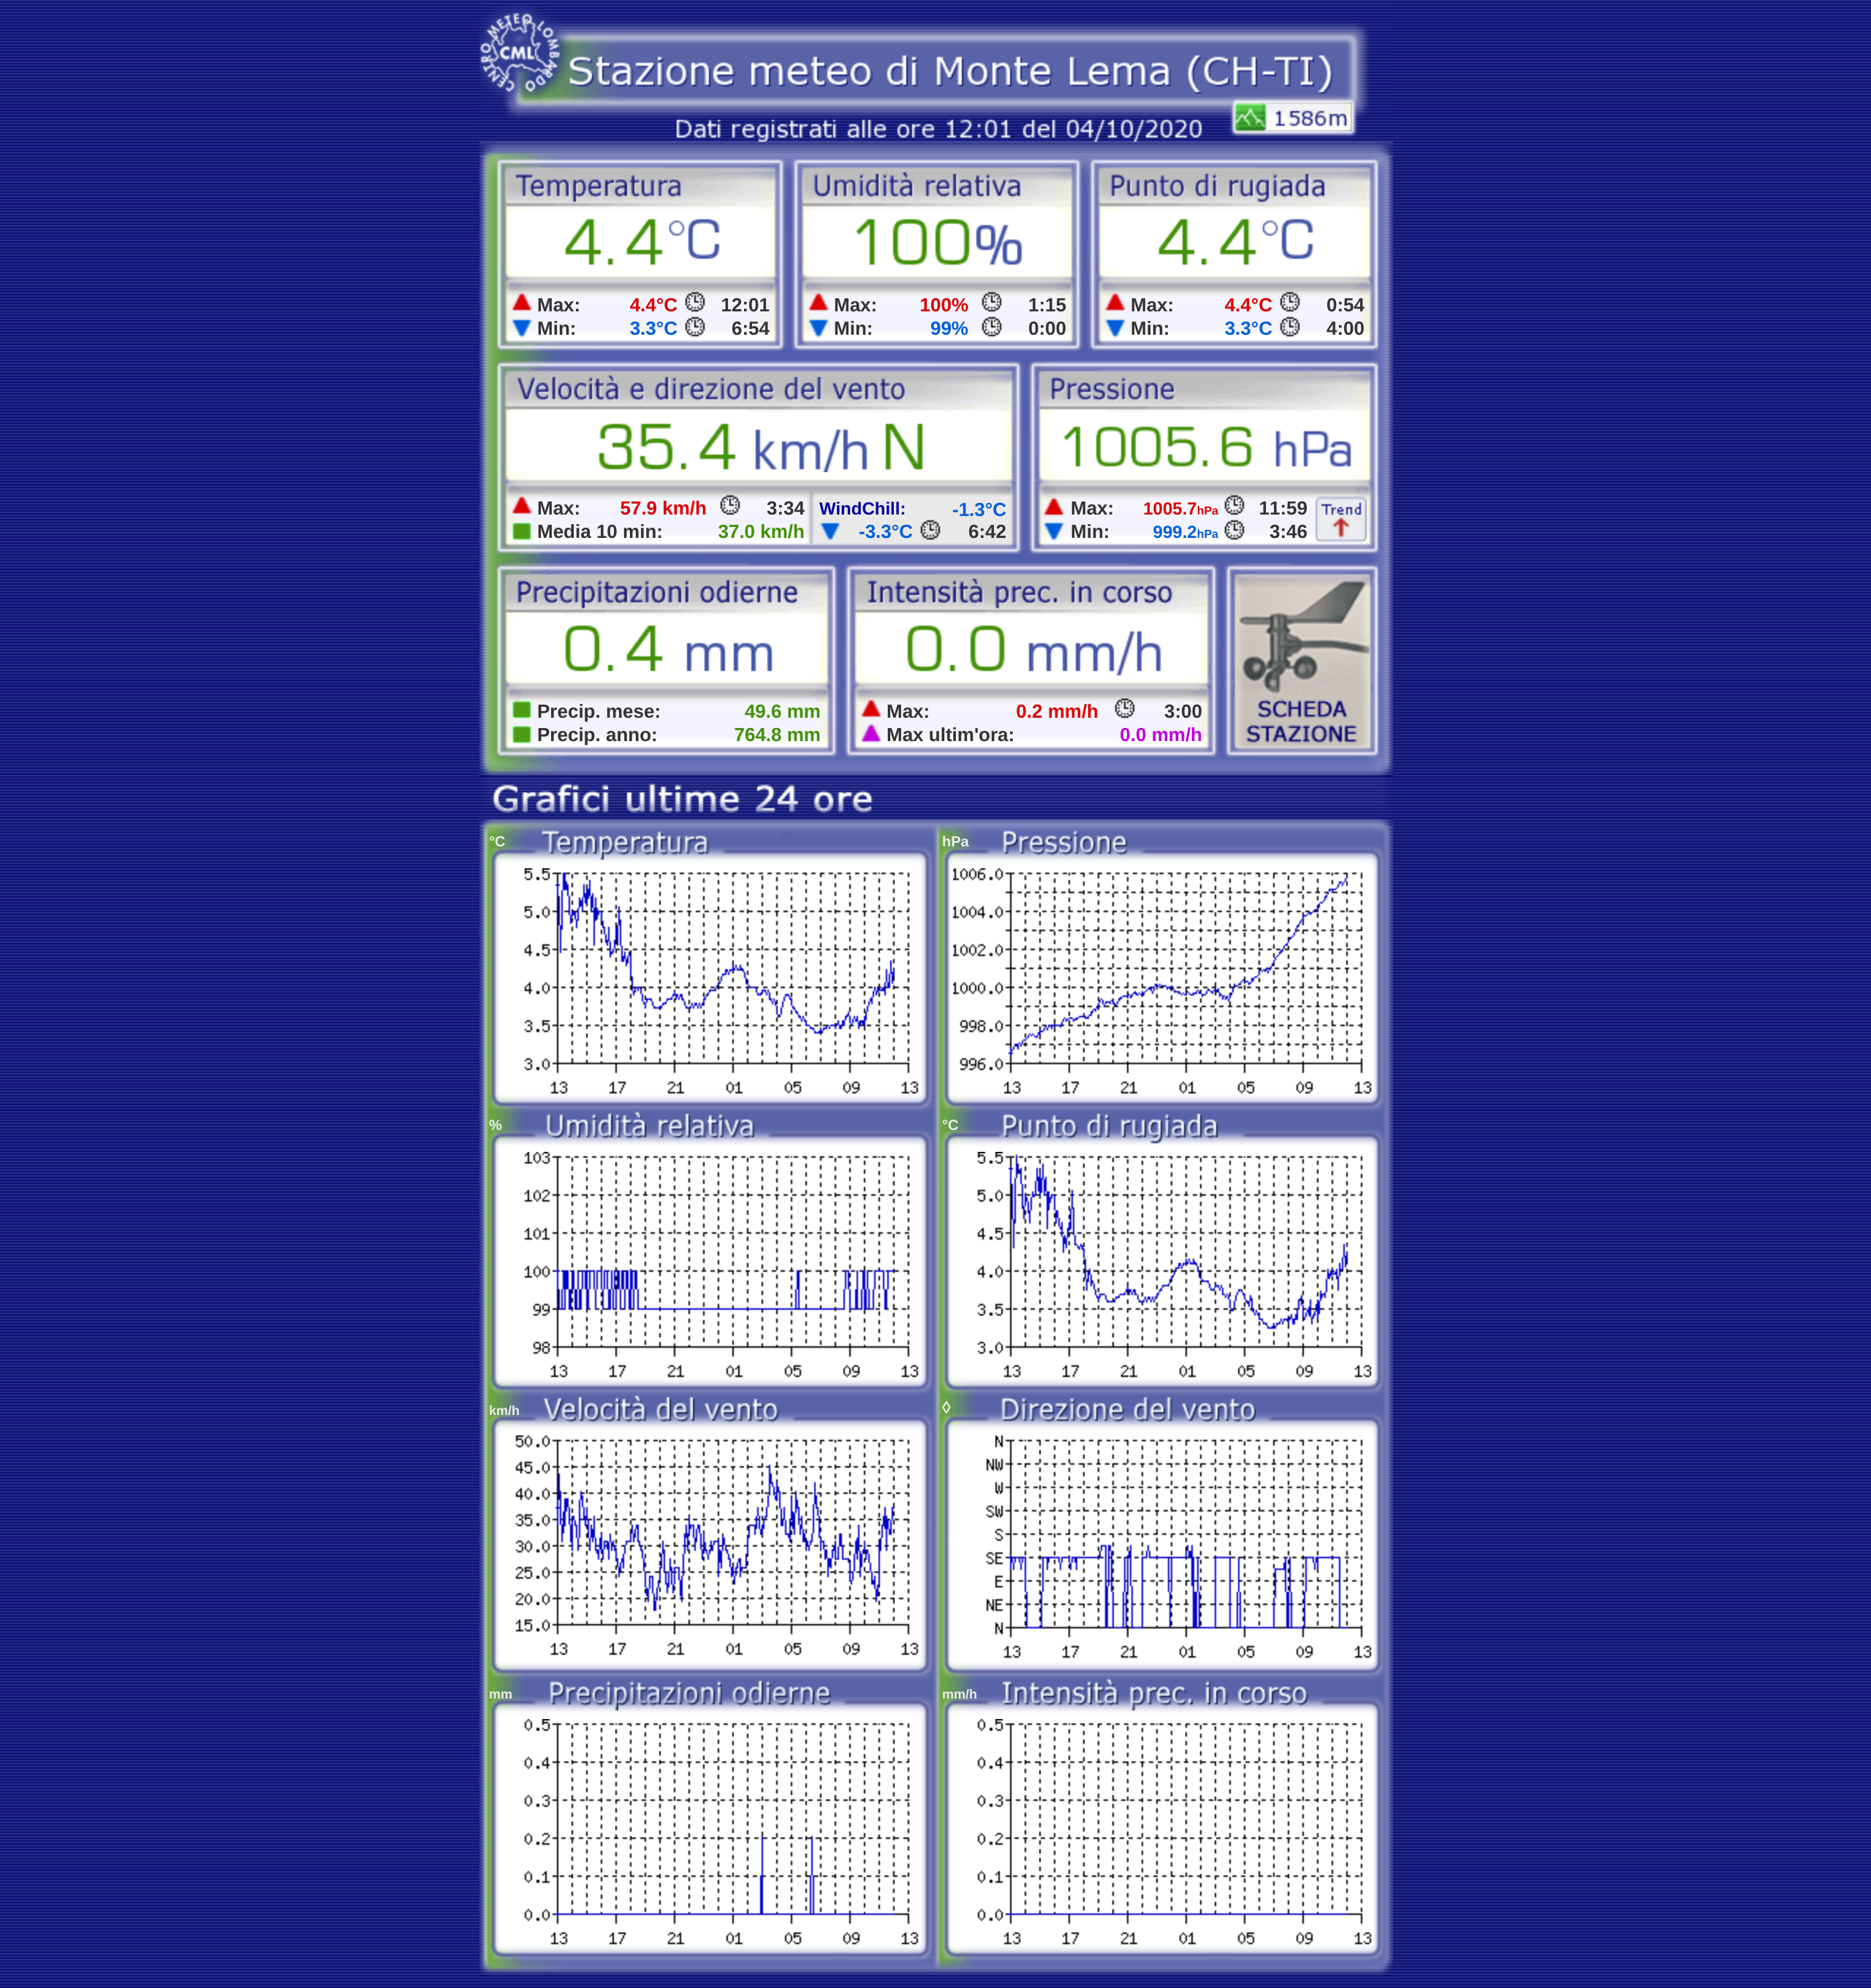 CENTRO METEO LOMBARDO
CML
Stazione meteo di Monte Lema (CH-TI)
1586m
Dati registrati alle ore 12:01 del 04/10/2020
Temperatura
4.4°C
Max: 4.4°C 12:01
Min: 3.3°C 6:54
Umidità relativa
100%
Max: 100% 1:15
Min: 99% 0:00
Punto di rugiada
4.4°C
Max: 4.4°C 0:54
Min: 3.3°C 4:00
Velocità e direzione del vento
35.4 km/h N
Max: 57.9 km/h 3:34
Media 10 min: 37.0 km/h
WindChill: -1.3°C
-3.3°C 6:42
Pressione
1005.6 hPa
Max: 1005.7hPa 11:59
Min: 999.2hPa 3:46
Trend
Precipitazioni odierne
0.4 mm
Precip. mese: 49.6 mm
Precip. anno: 764.8 mm
Intensità prec. in corso
0.0 mm/h
Max: 0.2 mm/h 3:00
Max ultim'ora: 0.0 mm/h
SCHEDA
STAZIONE
Grafici ultime 24 ore
°C Temperatura
5.5
5.0
4.5
4.0
3.5
3.0
13 17 21 01 05 09 13
hPa Pressione
1006.0
1004.0
1002.0
1000.0
998.0
996.0
13 17 21 01 05 09 13
% Umidità relativa
103
102
101
100
99
98
13 17 21 01 05 09 13
°C Punto di rugiada
5.5
5.0
4.5
4.0
3.5
3.0
13 17 21 01 05 09 13
km/h Velocità del vento
50.0
45.0
40.0
35.0
30.0
25.0
20.0
15.0
13 17 21 01 05 09 13
◊ Direzione del vento
N
NW
W
SW
S
SE
E
NE
N
13 17 21 01 05 09 13
mm Precipitazioni odierne
0.5
0.4
0.3
0.2
0.1
0.0
13 17 21 01 05 09 13
mm/h Intensità prec. in corso
0.5
0.4
0.3
0.2
0.1
0.0
13 17 21 01 05 09 13